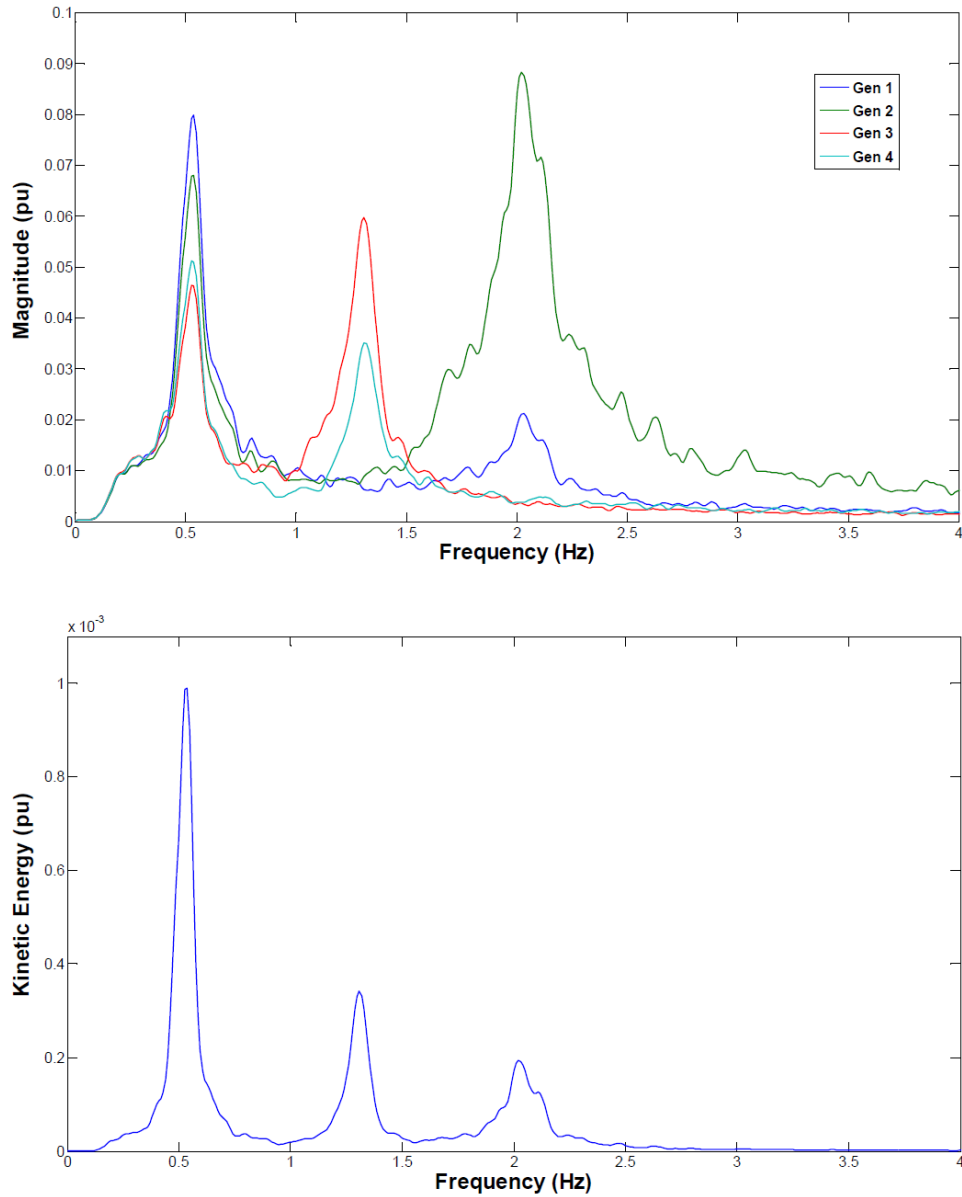 0.1
0.09
0.08
0.07
0.06
0.05
0.04
0.03
0.02
0.01
0
Magnitude (pu)
Gen 1
Gen 2
Gen 3
Gen 4
0 0.5 1 1.5 2 2.5 3 3.5 4
Frequency (Hz)
x 10⁻³
1
0.8
0.6
0.4
0.2
0
Kinetic Energy (pu)
0 0.5 1 1.5 2 2.5 3 3.5 4
Frequency (Hz)